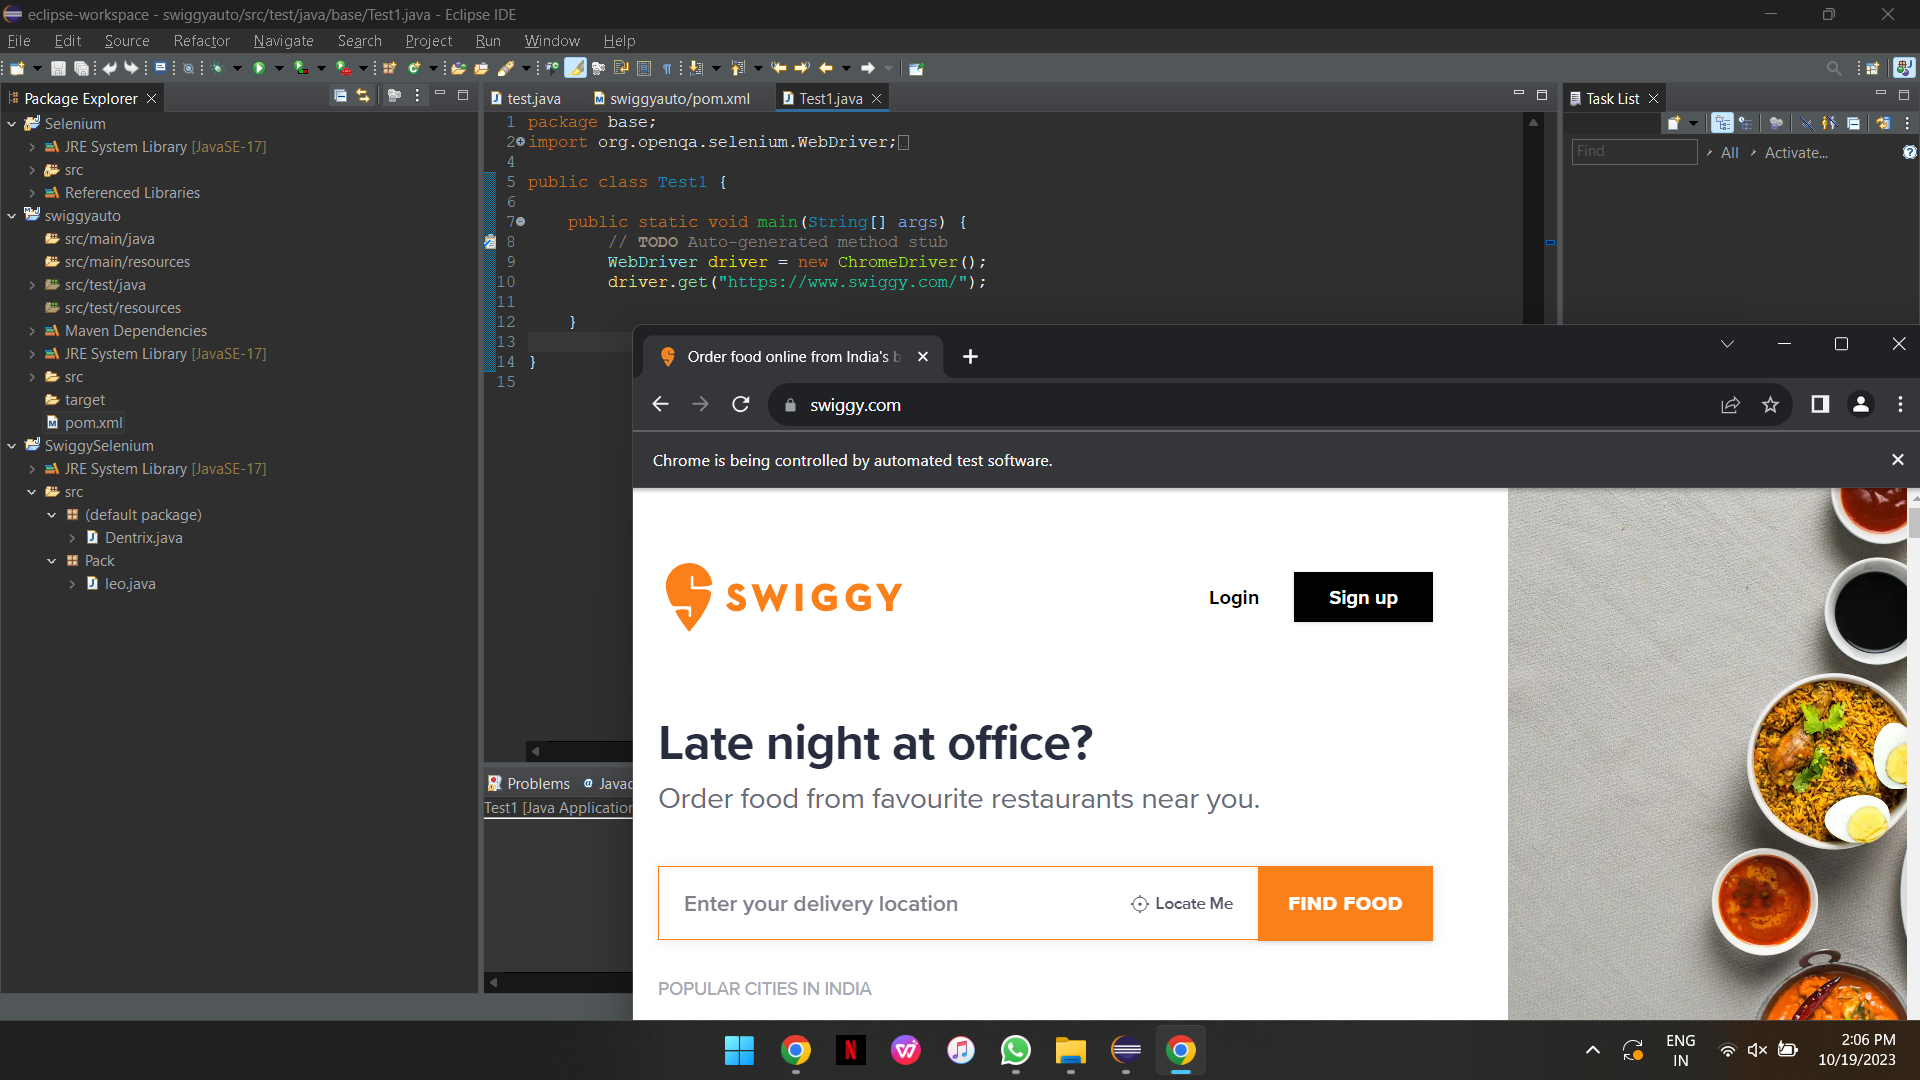 eclipse-workspace - swiggyauto/src/test/java/base/Test1.java - Eclipse IDE
File Edit Source Refactor Navigate Search Project Run Window Help
Package Explorer
Selenium
JRE System Library [JavaSE-17]
src
Referenced Libraries
swiggyauto
src/main/java
src/main/resources
src/test/java
src/test/resources
Maven Dependencies
JRE System Library [JavaSE-17]
src
target
pom.xml
SwiggySelenium
JRE System Library [JavaSE-17]
src
(default package)
Dentrix.java
Pack
leo.java
test.java swiggyauto/pom.xml Test1.java
1 package base;
2 import org.openqa.selenium.WebDriver;
4
5 public class Test1 {
6
7 public static void main(String[] args) {
8 // TODO Auto-generated method stub
9 WebDriver driver = new ChromeDriver();
10 driver.get("https://www.swiggy.com/");
11
12 }
13
14 }
15
Task List
Find All Activate...
Problems Javad
Test1 [Java Application
Order food online from India's b
swiggy.com
Chrome is being controlled by automated test software.
SWIGGY
Login Sign up
Late night at office?
Order food from favourite restaurants near you.
Enter your delivery location Locate Me FIND FOOD
POPULAR CITIES IN INDIA
ENG
IN
2:06 PM
10/19/2023